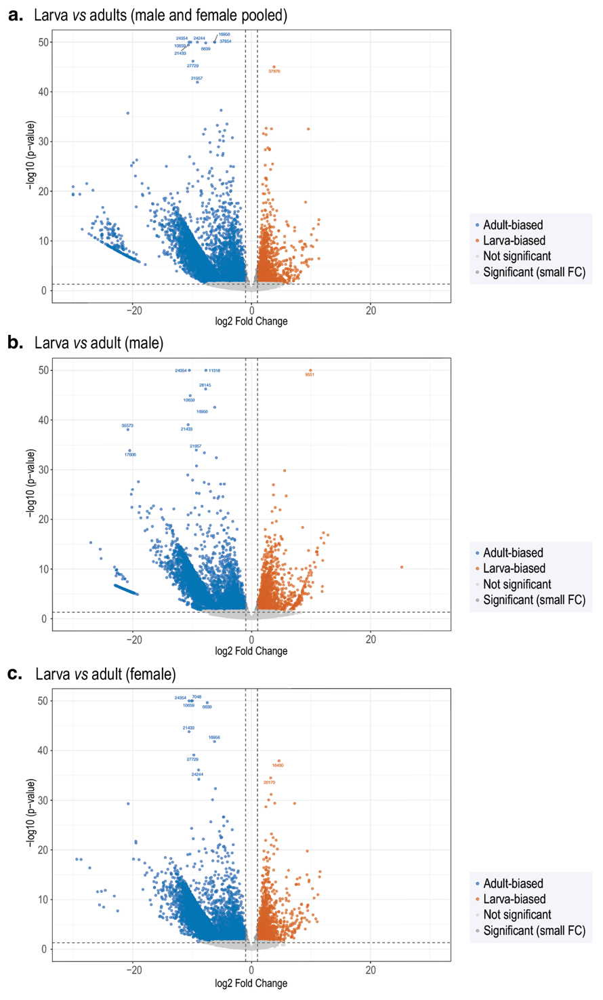 a. Larva vs adults (male and female pooled)
50
40
30
20
10
0
−log10 (p−value)
24354
24244
16956
37854
10659
6639
21433
27729
21957
37876
−20
0
20
log2 Fold Change
Adult-biased
Larva-biased
Not significant
Significant (small FC)
b. Larva vs adult (male)
50
40
30
20
10
0
−log10 (p−value)
24354
11318
9551
28145
10659
16956
21433
35573
21957
17606
−20
0
20
log2 Fold Change
Adult-biased
Larva-biased
Not significant
Significant (small FC)
c. Larva vs adult (female)
50
40
30
20
10
0
−log10 (p−value)
24354
7048
10659
6639
21433
16956
27729
24244
16430
20170
−20
0
20
log2 Fold Change
Adult-biased
Larva-biased
Not significant
Significant (small FC)